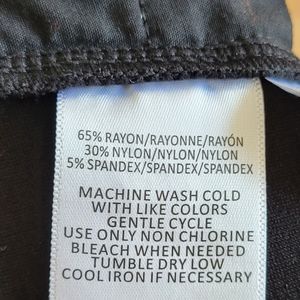 65% RAYON/RAYONNE/RAYÓN
30% NYLON/NYLON/NYLON
5% SPANDEX/SPANDEX/SPANDEX
MACHINE WASH COLD
WITH LIKE COLORS
GENTLE CYCLE
USE ONLY NON CHLORINE
BLEACH WHEN NEEDED
TUMBLE DRY LOW
COOL IRON IF NECESSARY